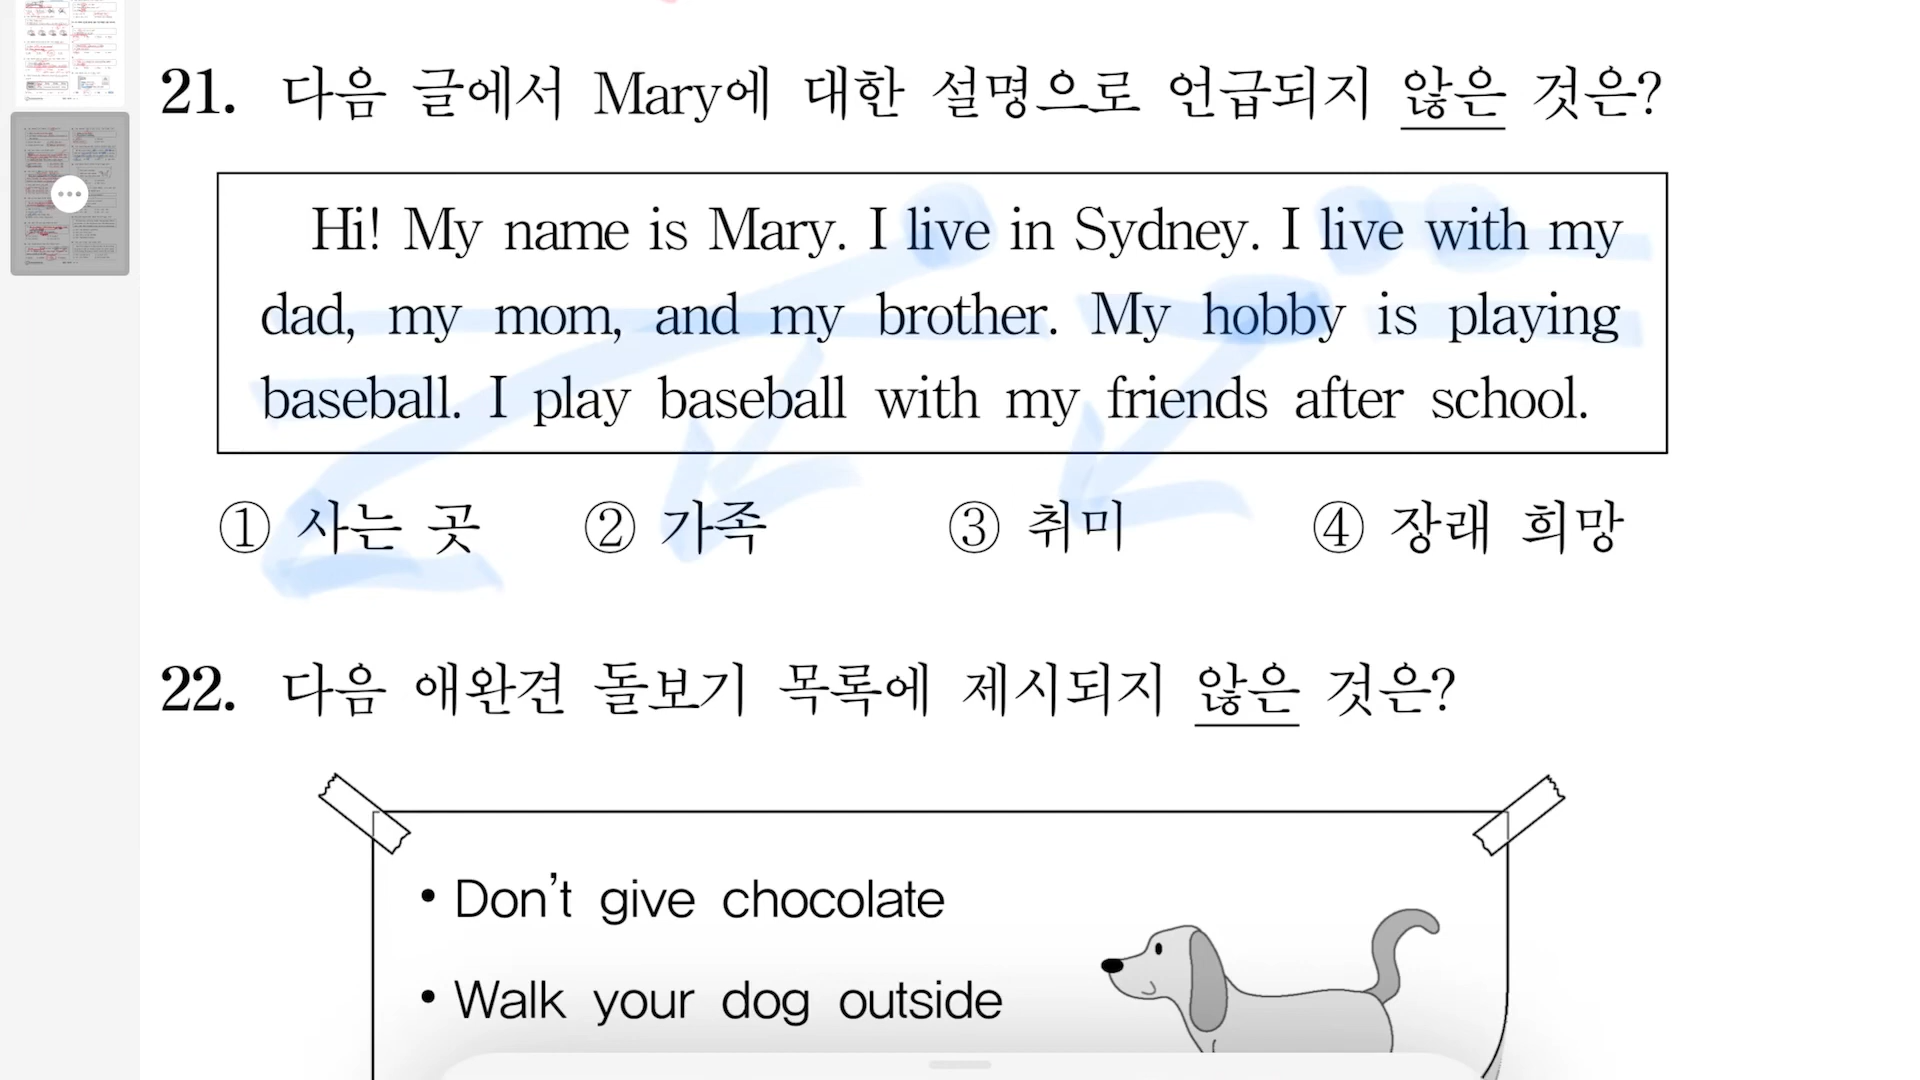 21. 다음 글에서 Mary에 대한 설명으로 언급되지 않은 것은?
Hi! My name is Mary. I live in Sydney. I live with my
dad, my mom, and my brother. My hobby is playing
baseball. I play baseball with my friends after school.
① 사는 곳 ② 가족 ③ 취미 ④ 장래 희망
22. 다음 애완견 돌보기 목록에 제시되지 않은 것은?
• Don't give chocolate
• Walk your dog outside